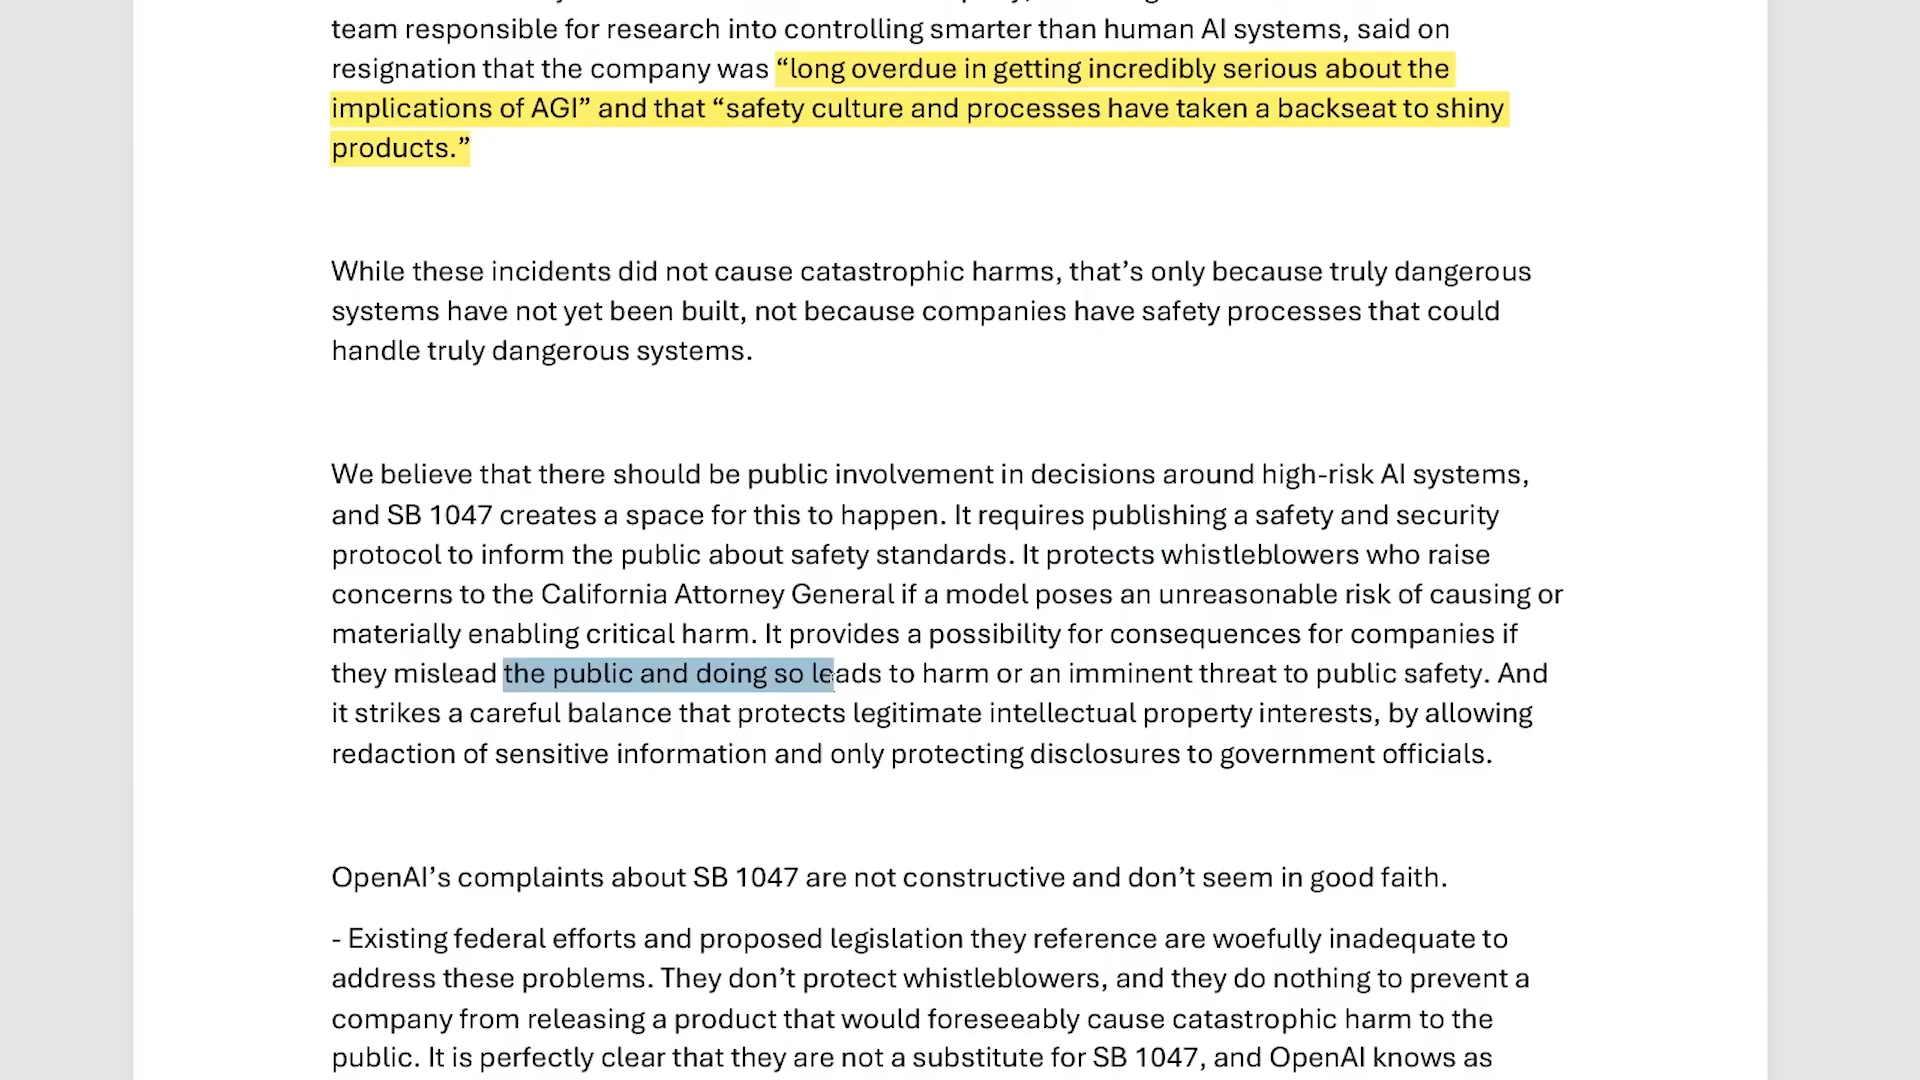 team responsible for research into controlling smarter than human AI systems, said on
resignation that the company was “long overdue in getting incredibly serious about the
implications of AGI” and that “safety culture and processes have taken a backseat to shiny
products.”
While these incidents did not cause catastrophic harms, that’s only because truly dangerous
systems have not yet been built, not because companies have safety processes that could
handle truly dangerous systems.
We believe that there should be public involvement in decisions around high-risk AI systems,
and SB 1047 creates a space for this to happen. It requires publishing a safety and security
protocol to inform the public about safety standards. It protects whistleblowers who raise
concerns to the California Attorney General if a model poses an unreasonable risk of causing or
materially enabling critical harm. It provides a possibility for consequences for companies if
they mislead the public and doing so leads to harm or an imminent threat to public safety. And
it strikes a careful balance that protects legitimate intellectual property interests, by allowing
redaction of sensitive information and only protecting disclosures to government officials.
OpenAI’s complaints about SB 1047 are not constructive and don’t seem in good faith.
- Existing federal efforts and proposed legislation they reference are woefully inadequate to
address these problems. They don’t protect whistleblowers, and they do nothing to prevent a
company from releasing a product that would foreseeably cause catastrophic harm to the
public. It is perfectly clear that they are not a substitute for SB 1047, and OpenAI knows as